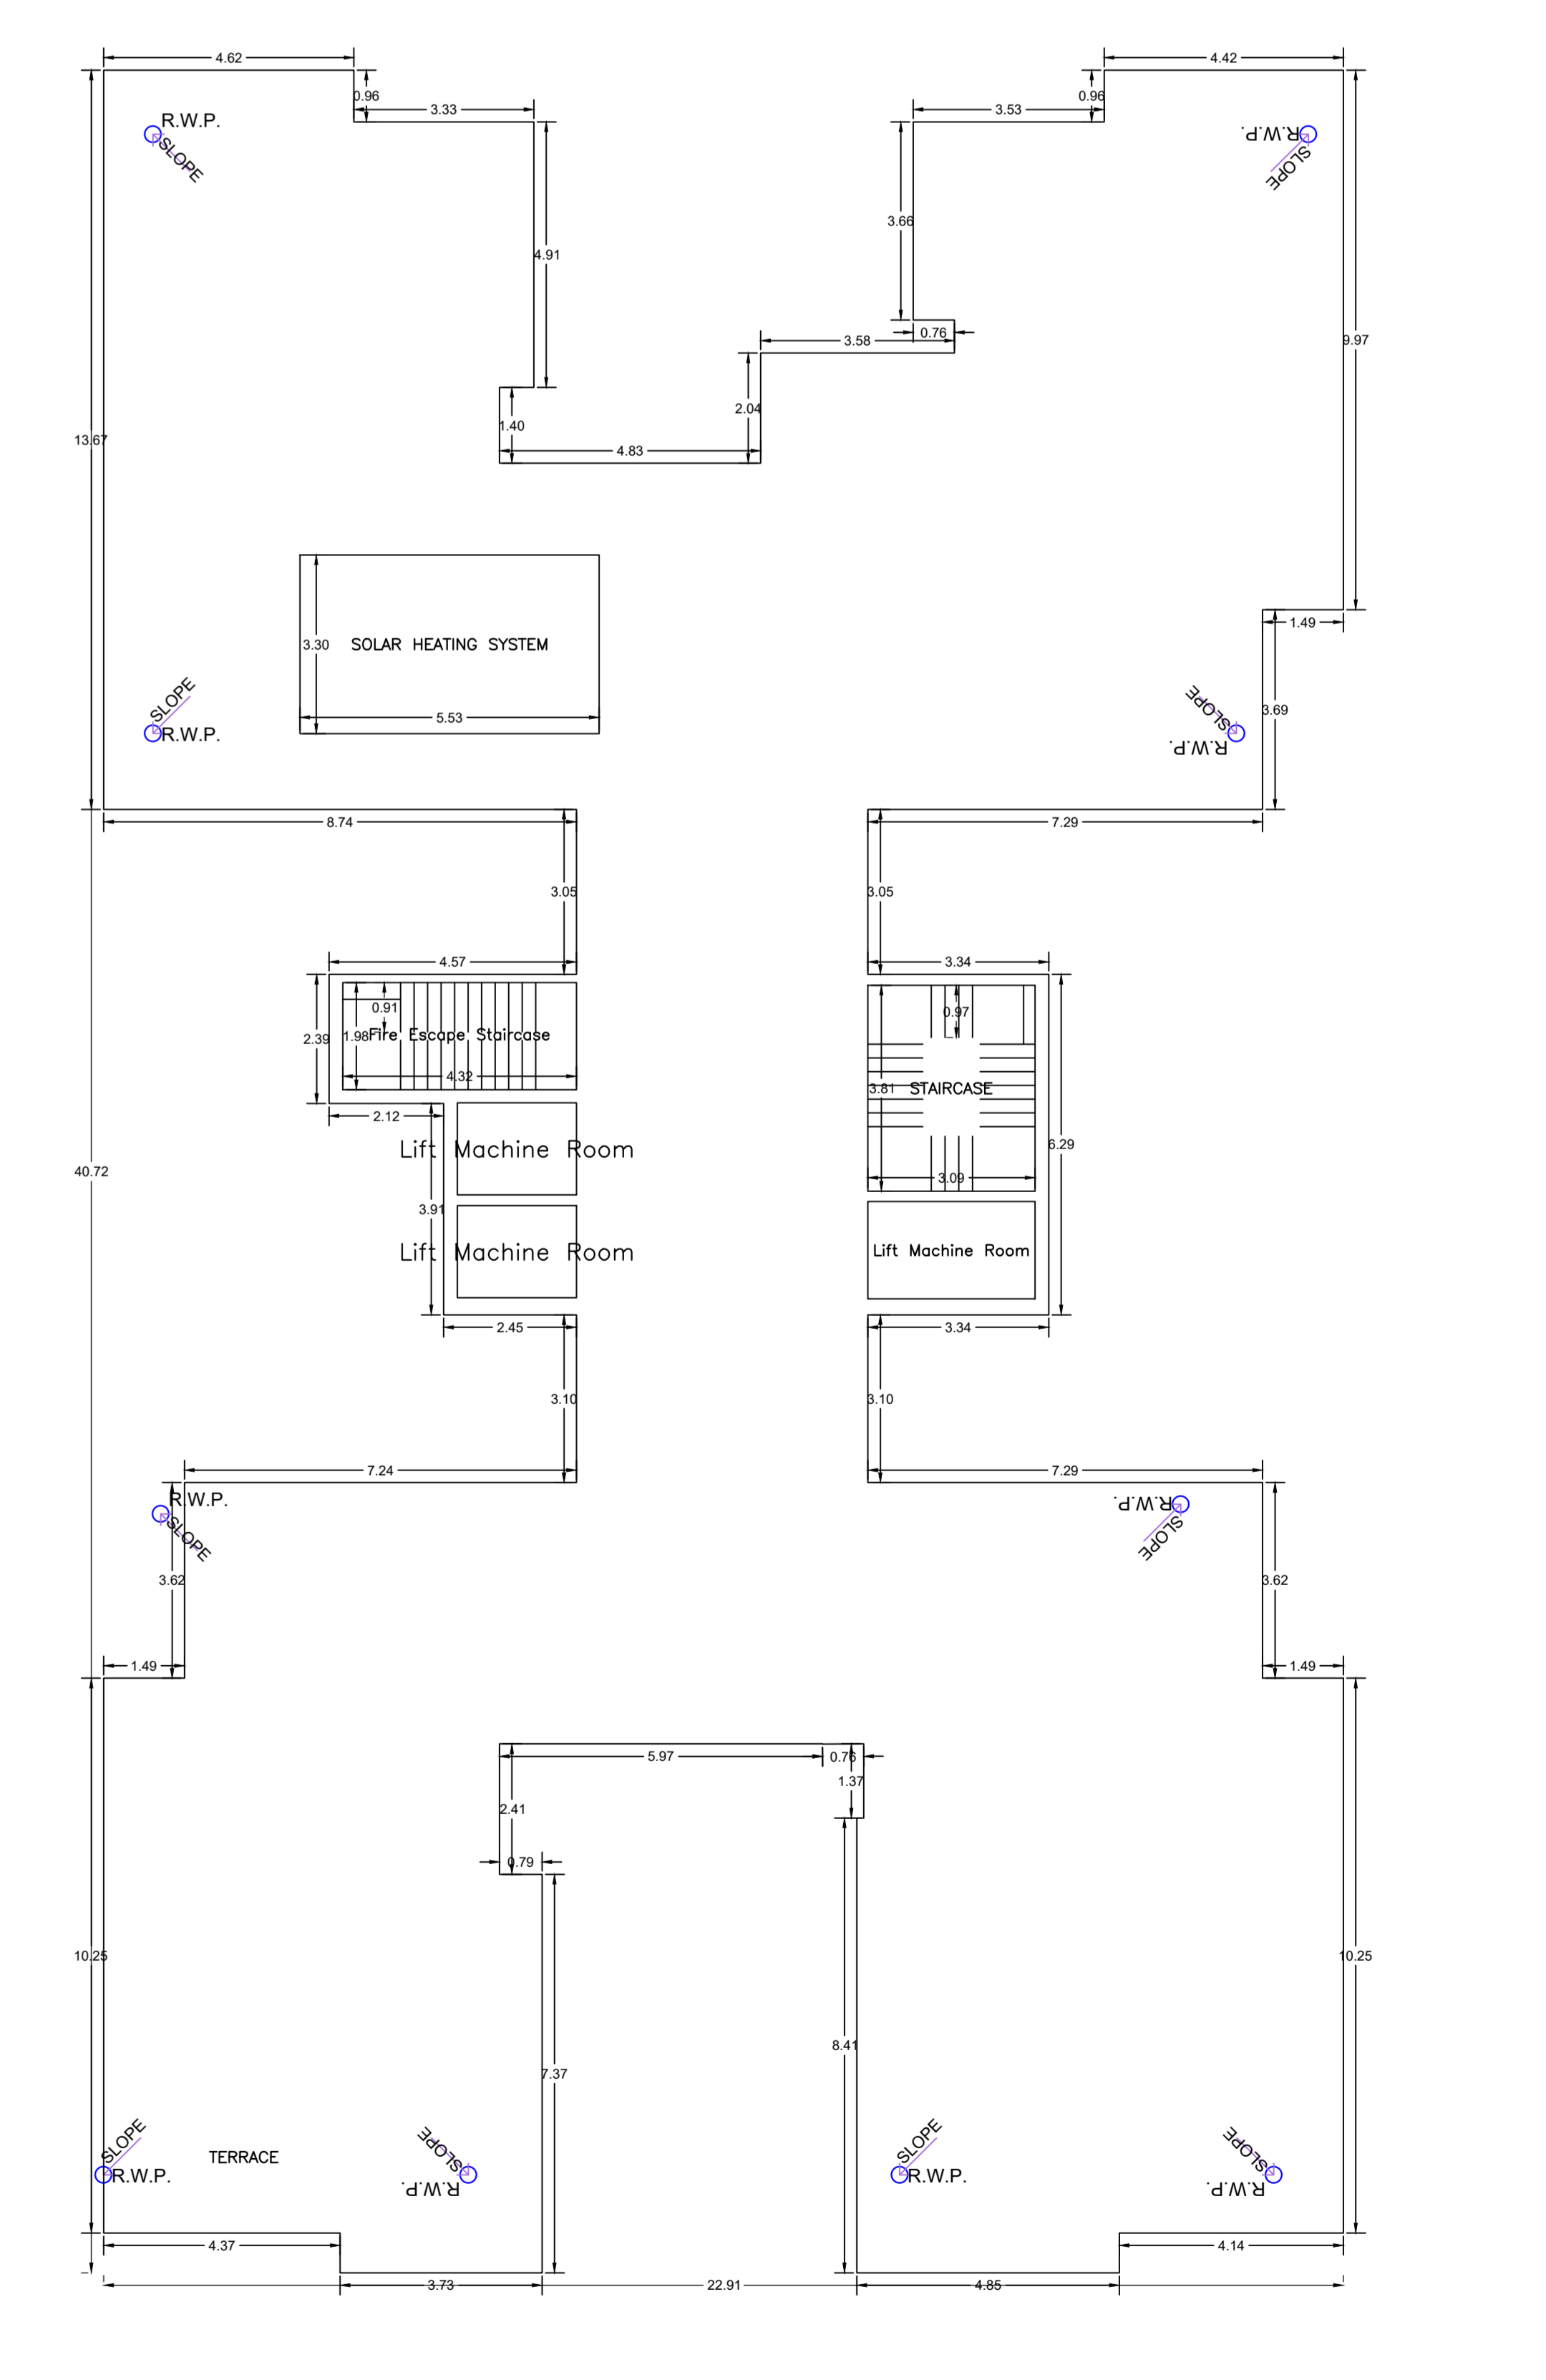 4.62
4.42
0.96
0.96
3.33
3.53
R.W.P.
SLOPE
R.W.P.
SLOPE
3.66
4.91
0.76
3.58
9.97
2.04
1.40
13.67
4.83
1.49
3.30
SOLAR HEATING SYSTEM
5.53
SLOPE
R.W.P.
SLOPE
R.W.P.
3.69
8.74
7.29
3.05
3.05
4.57
3.34
0.91
0.97
2.39
1.98
Fire Escape Staircase
4.32
3.81
STAIRCASE
2.12
6.29
Lift Machine Room
40.72
3.09
3.91
Lift Machine Room
Lift Machine Room
2.45
3.34
3.10
3.10
7.24
7.29
R.W.P.
SLOPE
R.W.P.
SLOPE
3.62
3.62
1.49
1.49
5.97
0.76
1.37
2.41
0.79
10.25
10.25
8.41
7.37
SLOPE
R.W.P.
TERRACE
SLOPE
R.W.P.
SLOPE
R.W.P.
SLOPE
R.W.P.
4.37
4.14
3.73
22.91
4.85